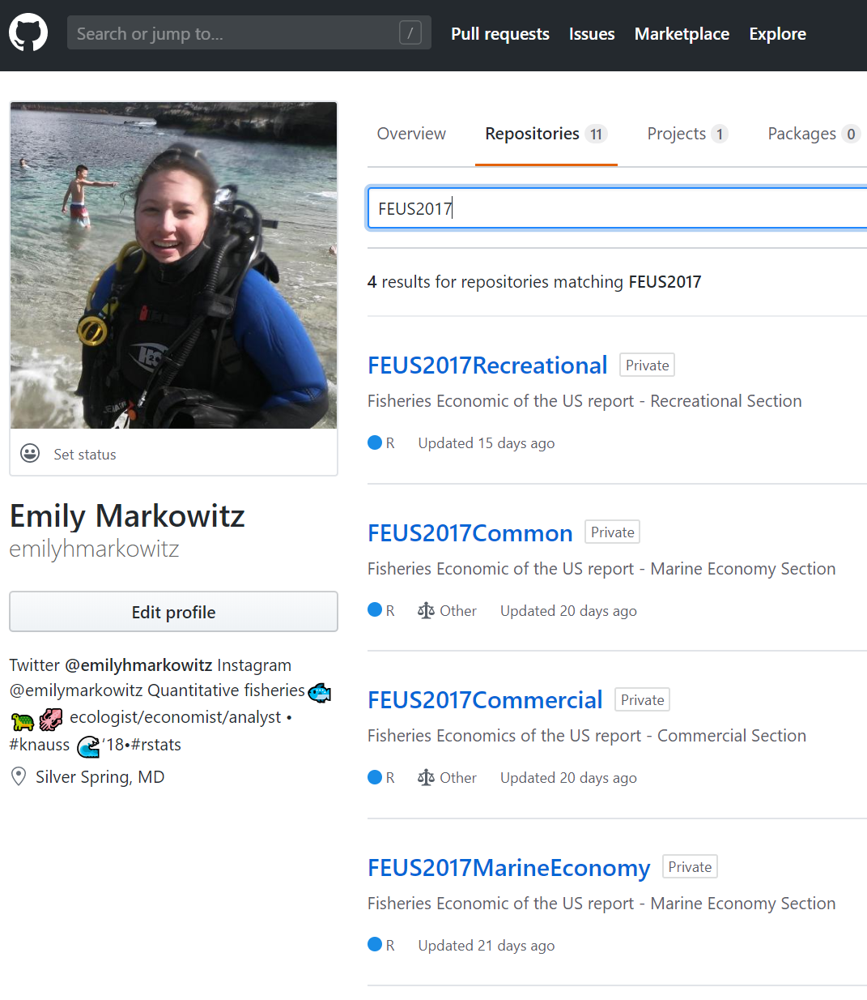 Search or jump to... / Pull requests Issues Marketplace Explore
Overview Repositories 11 Projects 1 Packages 0
FEUS2017
4 results for repositories matching FEUS2017
FEUS2017Recreational Private
Fisheries Economic of the US report - Recreational Section
R Updated 15 days ago
FEUS2017Common Private
Fisheries Economic of the US report - Marine Economy Section
R Other Updated 20 days ago
FEUS2017Commercial Private
Fisheries Economics of the US report - Commercial Section
R Other Updated 20 days ago
FEUS2017MarineEconomy Private
Fisheries Economic of the US report - Marine Economy Section
R Updated 21 days ago
Set status
Emily Markowitz
emilyhmarkowitz
Edit profile
Twitter @emilyhmarkowitz Instagram
@emilymarkowitz Quantitative fisheries🐟
🐢🦑 ecologist/economist/analyst •
#knauss 🌊'18•#rstats
Silver Spring, MD